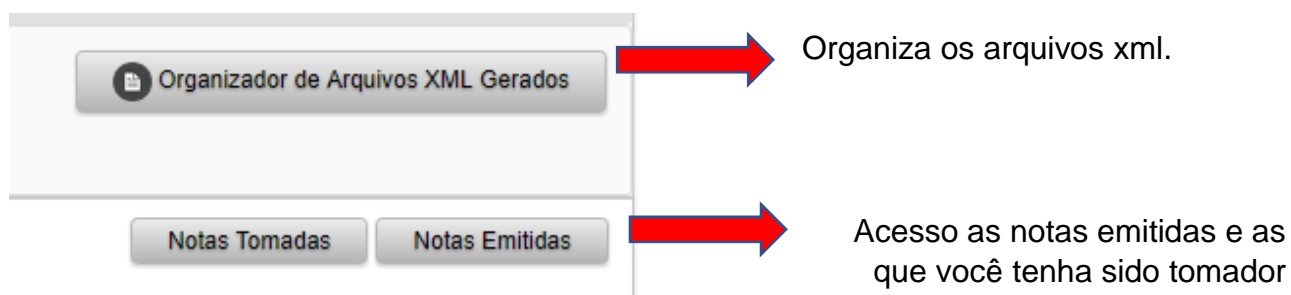 Organizador de Arquivos XML Gerados
Organiza os arquivos xml.
Notas Tomadas
Notas Emitidas
Acesso as notas emitidas e as
que você tenha sido tomador